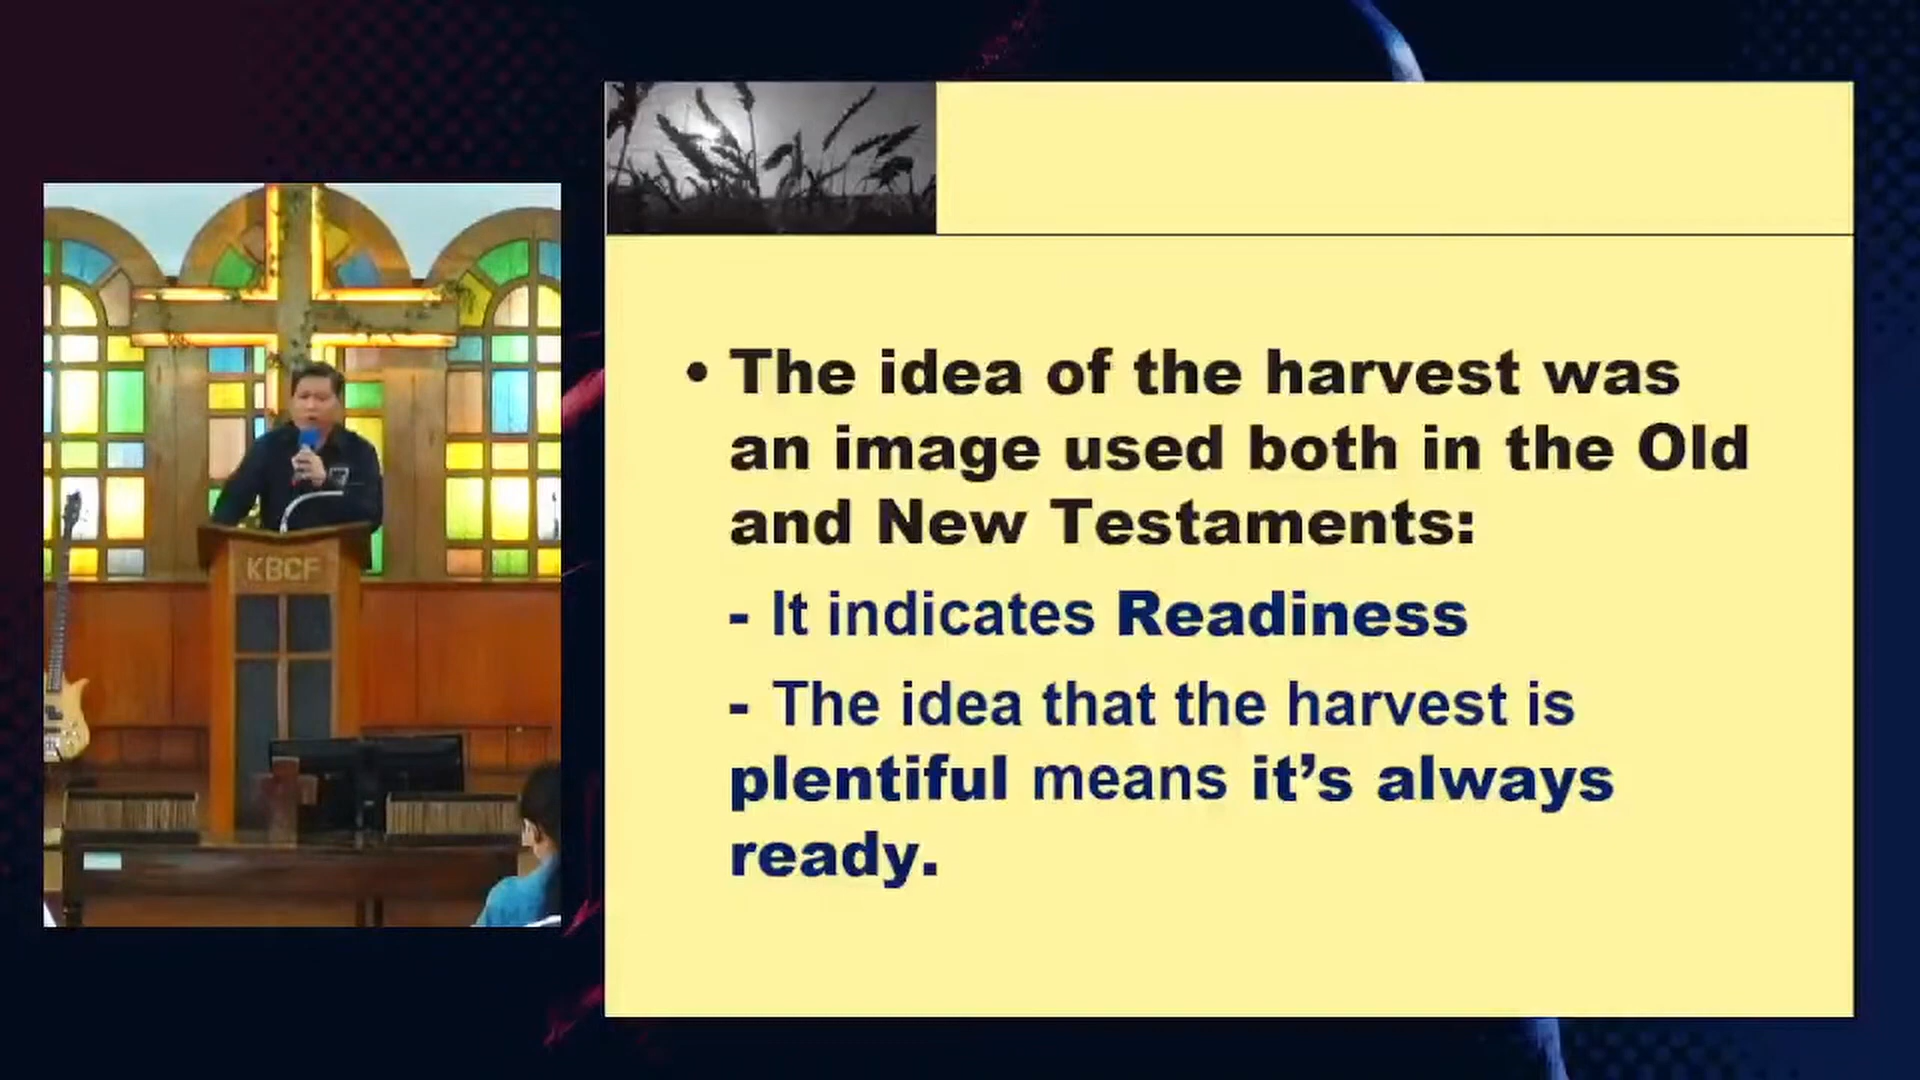 KBCF
• The idea of the harvest was
an image used both in the Old
and New Testaments:
- It indicates Readiness
- The idea that the harvest is
plentiful means it’s always
ready.